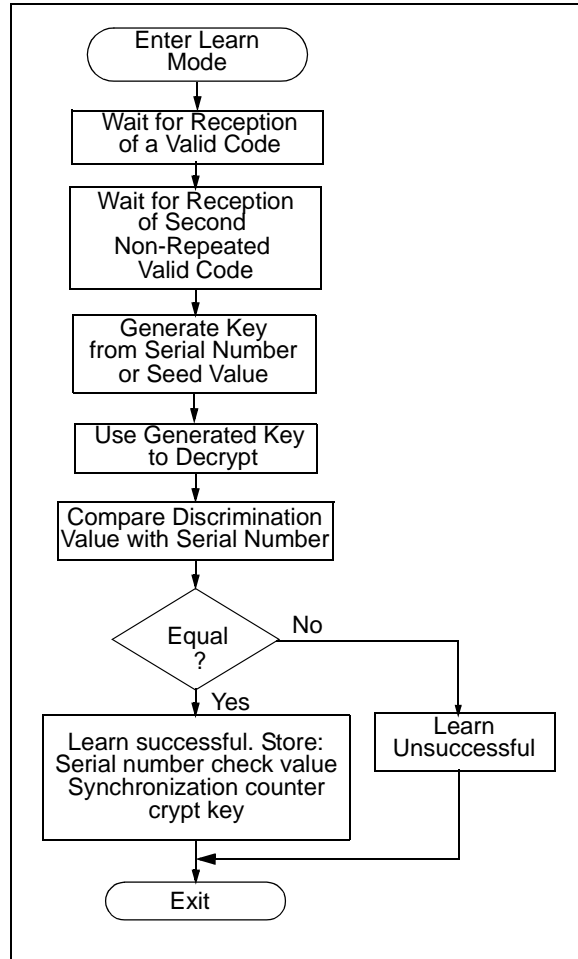 Enter Learn
Mode
Wait for Reception
of a Valid Code
Wait for Reception
of Second
Non-Repeated
Valid Code
Generate Key
from Serial Number
or Seed Value
Use Generated Key
to Decrypt
Compare Discrimination
Value with Serial Number
Equal
?
No
Yes
Learn successful. Store:
Serial number check value
Synchronization counter
crypt key
Learn
Unsuccessful
Exit